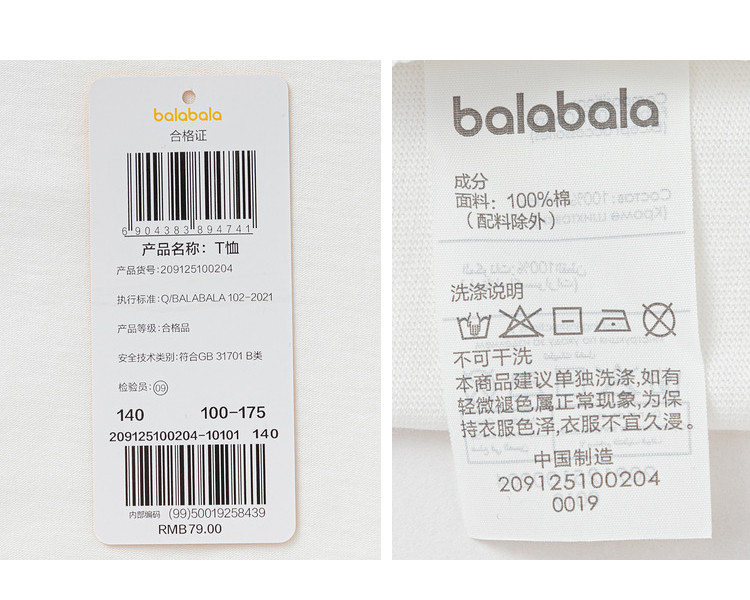 balabala
合格证
6 904383 894741
产品名称：T恤
产品货号：209125100204
执行标准：Q/BALABALA 102-2021
产品等级：合格品
安全技术类别：符合GB 31701 B类
检验员：09
140 100-175
209125100204-10101 140
内部编码 (99)50019258439
RMB79.00
balabala
成分
面料：100%棉
（配料除外）
洗涤说明
不可干洗
本商品建议单独洗涤,如有
轻微褪色属正常现象,为保
持衣服色泽,衣服不宜久浸。
中国制造
209125100204
0019